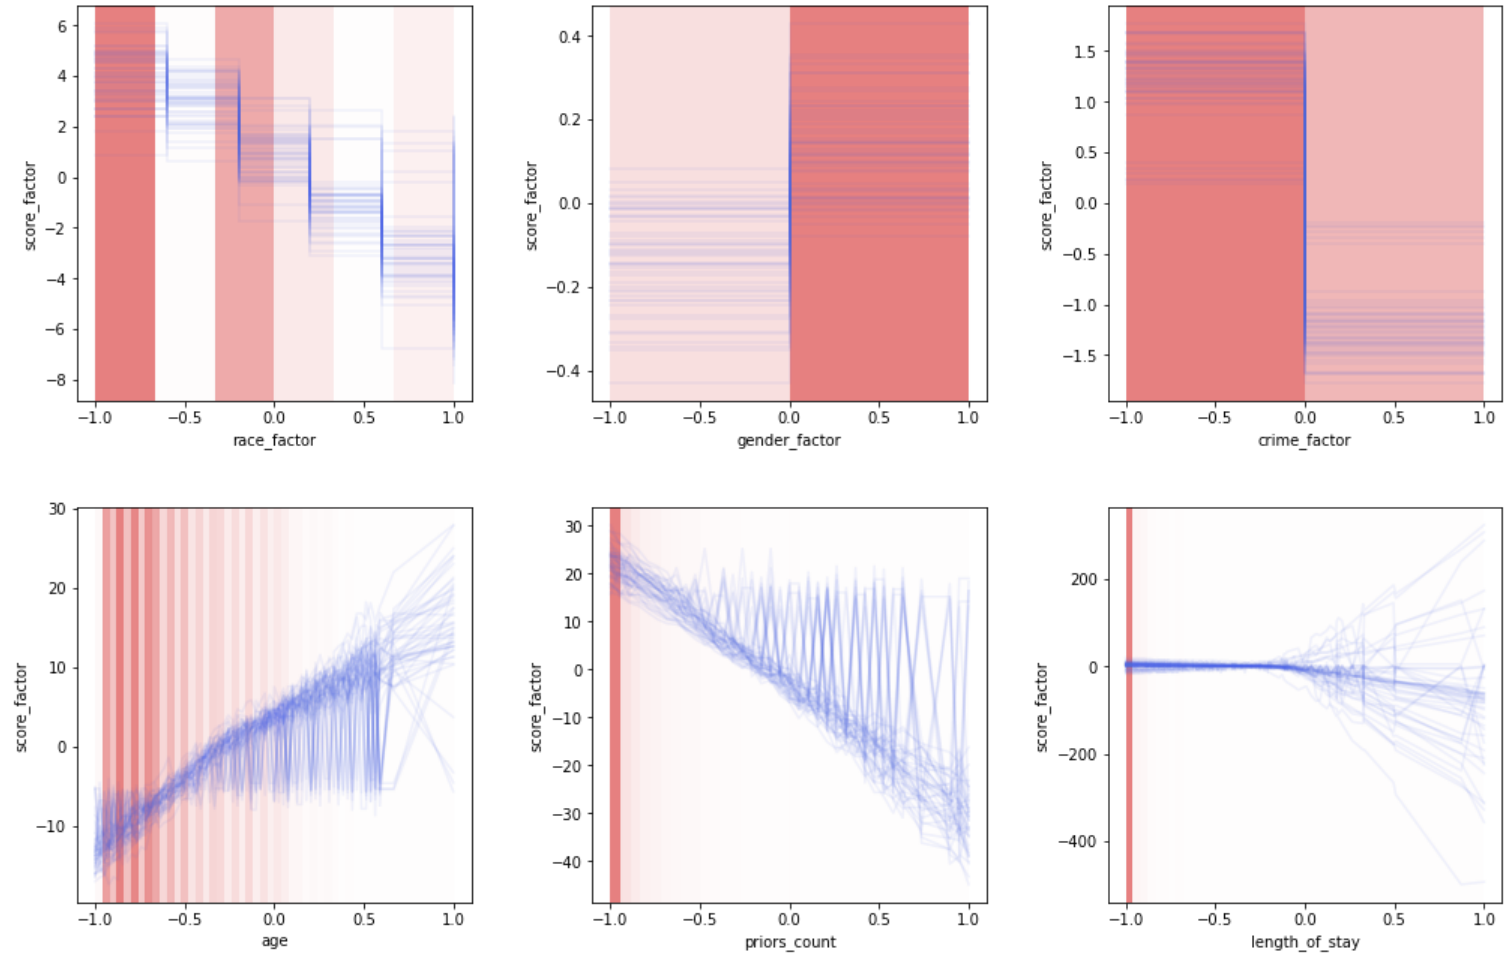 6
4
2
0
−2
−4
−6
−8
score_factor
−1.0 −0.5 0.0 0.5 1.0
race_factor
0.4
0.2
0.0
−0.2
−0.4
score_factor
−1.0 −0.5 0.0 0.5 1.0
gender_factor
1.5
1.0
0.5
0.0
−0.5
−1.0
−1.5
score_factor
−1.0 −0.5 0.0 0.5 1.0
crime_factor
30
20
10
0
−10
score_factor
−1.0 −0.5 0.0 0.5 1.0
age
30
20
10
0
−10
−20
−30
−40
score_factor
−1.0 −0.5 0.0 0.5 1.0
priors_count
200
0
−200
−400
score_factor
−1.0 −0.5 0.0 0.5 1.0
length_of_stay